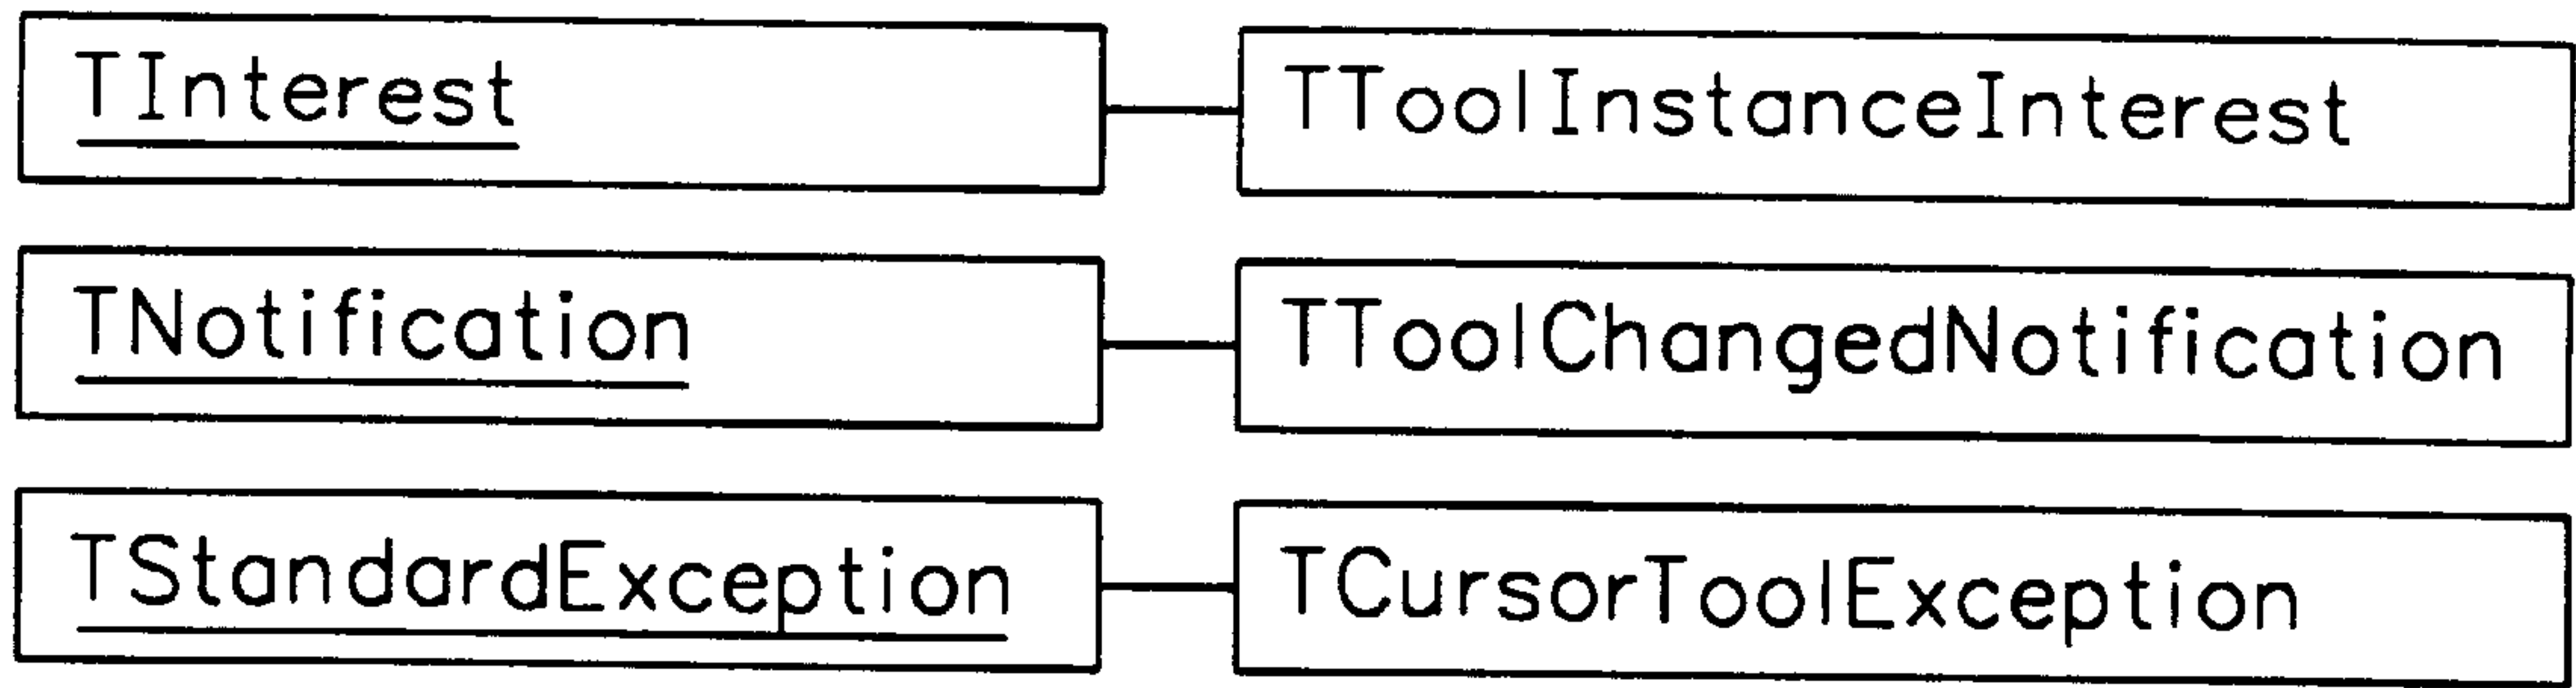 TInterest
TToolInstanceInterest
TNotification
TToolChangedNotification
TStandardException
TCursorToolException